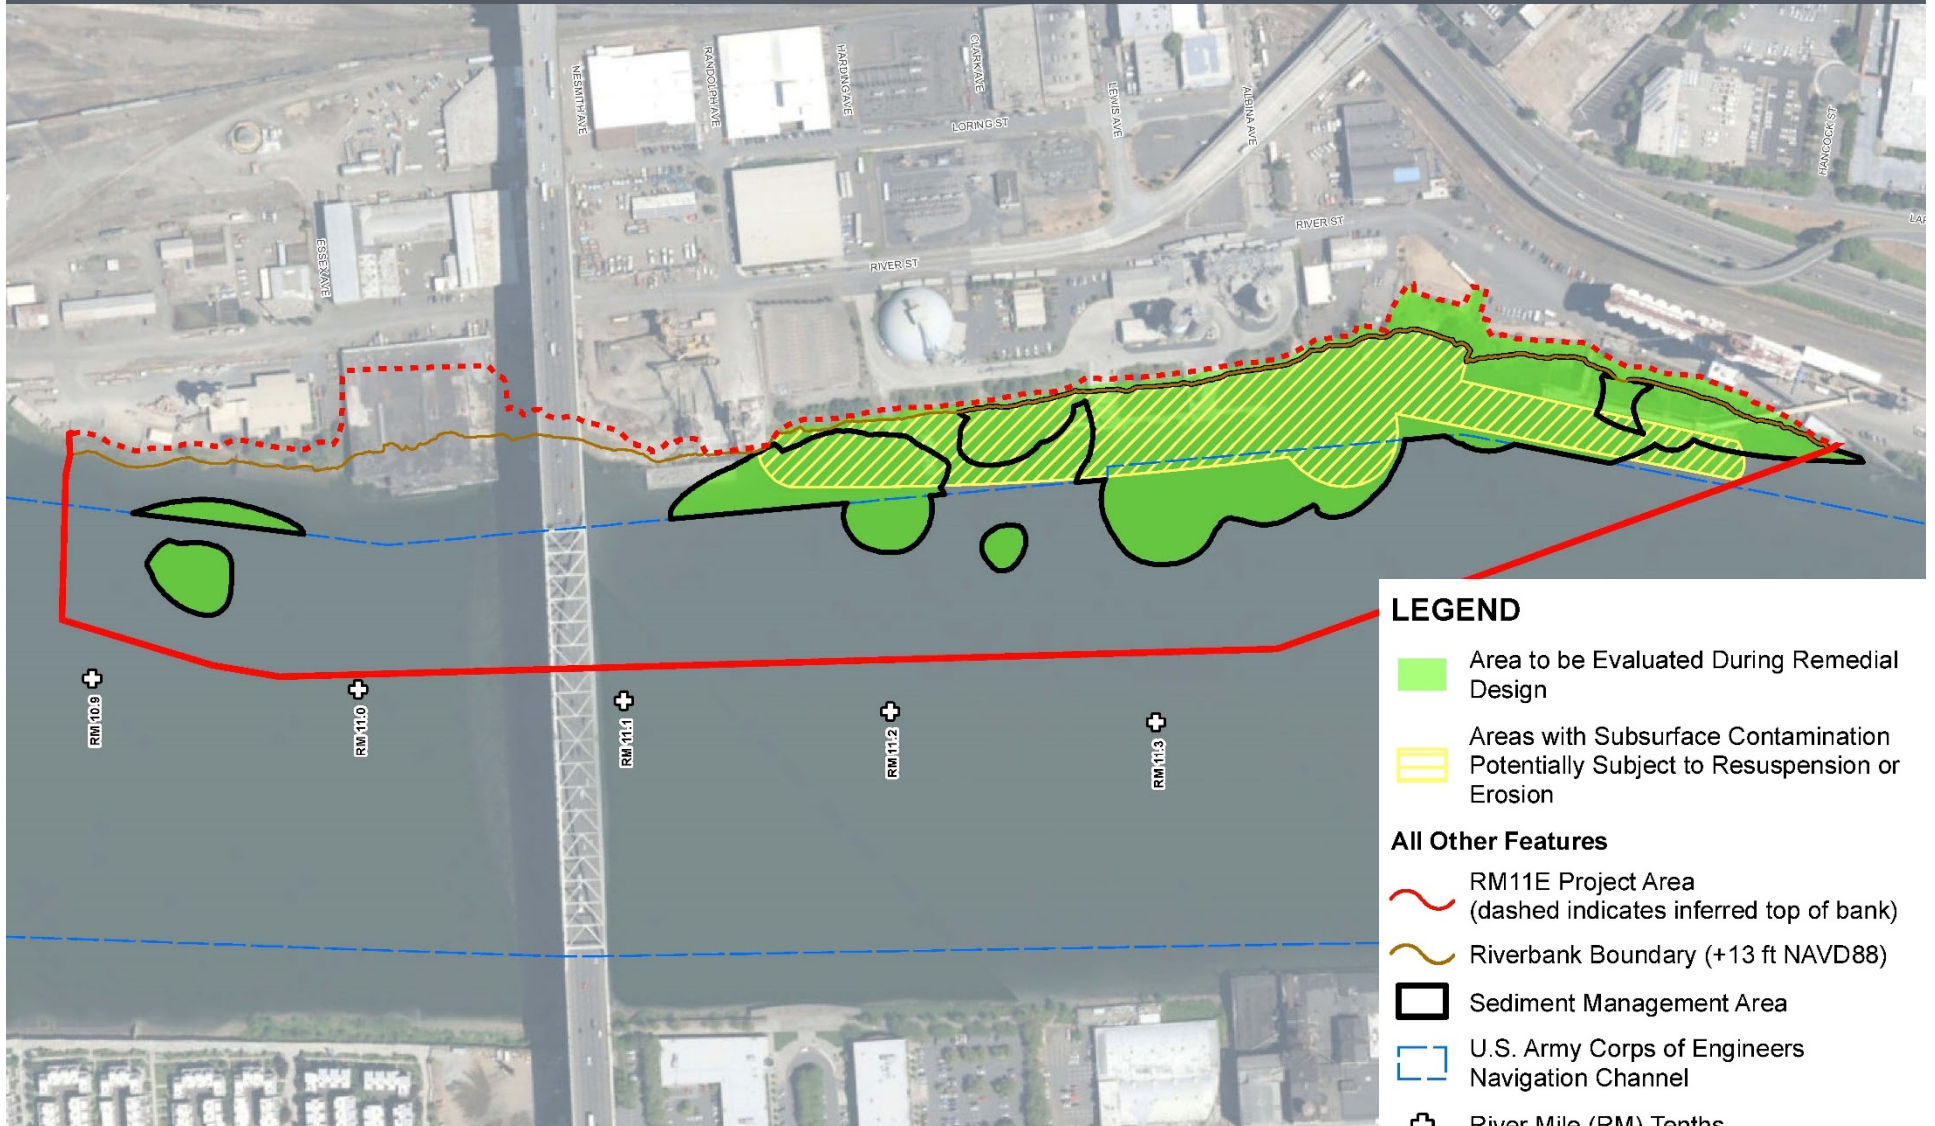 NESMITH AVE
RANDOLPH AVE
HARDING AVE
CLARK AVE
LEWIS AVE
ALBINA AVE
HANCOCK ST
LORING ST
RIVER ST
ESSEX AVE
RIVER ST
RM 10.9
RM 11.0
RM 11.1
RM 11.2
RM 11.3
LEGEND
Area to be Evaluated During Remedial
Design
Areas with Subsurface Contamination
Potentially Subject to Resuspension or
Erosion
All Other Features
RM11E Project Area
(dashed indicates inferred top of bank)
Riverbank Boundary (+13 ft NAVD88)
Sediment Management Area
U.S. Army Corps of Engineers
Navigation Channel
River Mile (RM) Tenths